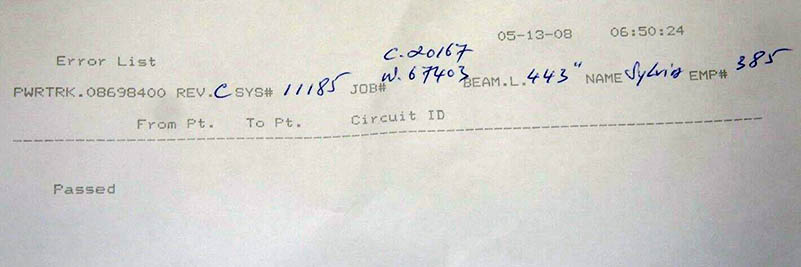 05-13-08 06:50:24
Error List
C.20167
PWRTRK.08698400 REV.C SYS# 11185 JOB# W.67403 BEAM.L.443" NAME Sylvia EMP# 385
From Pt. To Pt. Circuit ID
Passed